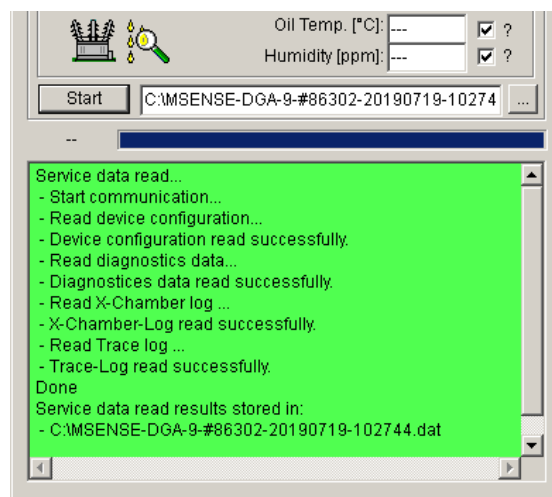 Oil Temp. [°C]: --- ?
Humidity [ppm]: --- ?
Start C:\MSENSE-DGA-9-#86302-20190719-10274 ...
--
Service data read...
- Start communication...
- Read device configuration...
- Device configuration read successfully.
- Read diagnostics data...
- Diagnostices data read successfully.
- Read X-Chamber log ...
- X-Chamber-Log read successfully.
- Read Trace log ...
- Trace-Log read successfully.
Done
Service data read results stored in:
- C:\MSENSE-DGA-9-#86302-20190719-102744.dat